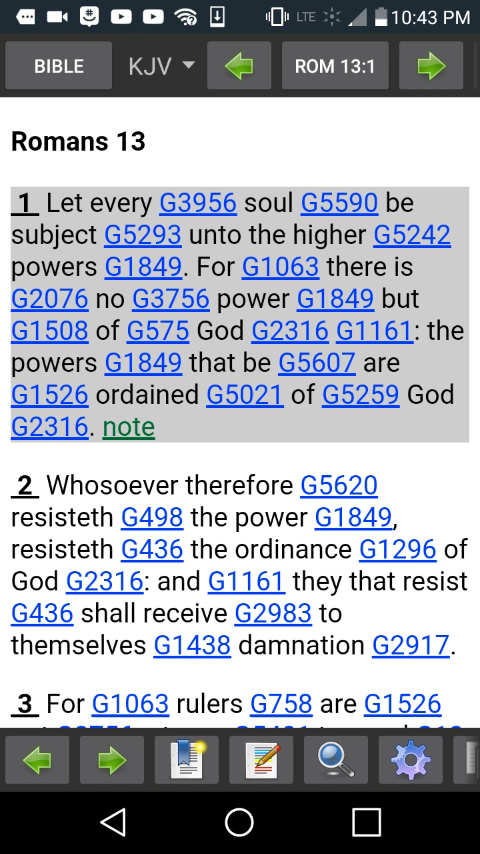 LTE 10:43 PM
BIBLE KJV ROM 13:1
Romans 13
1 Let every G3956 soul G5590 be
subject G5293 unto the higher G5242
powers G1849. For G1063 there is
G2076 no G3756 power G1849 but
G1508 of G575 God G2316 G1161: the
powers G1849 that be G5607 are
G1526 ordained G5021 of G5259 God
G2316. note
2 Whosoever therefore G5620
resisteth G498 the power G1849,
resisteth G436 the ordinance G1296 of
God G2316: and G1161 they that resist
G436 shall receive G2983 to
themselves G1438 damnation G2917.
3 For G1063 rulers G758 are G1526